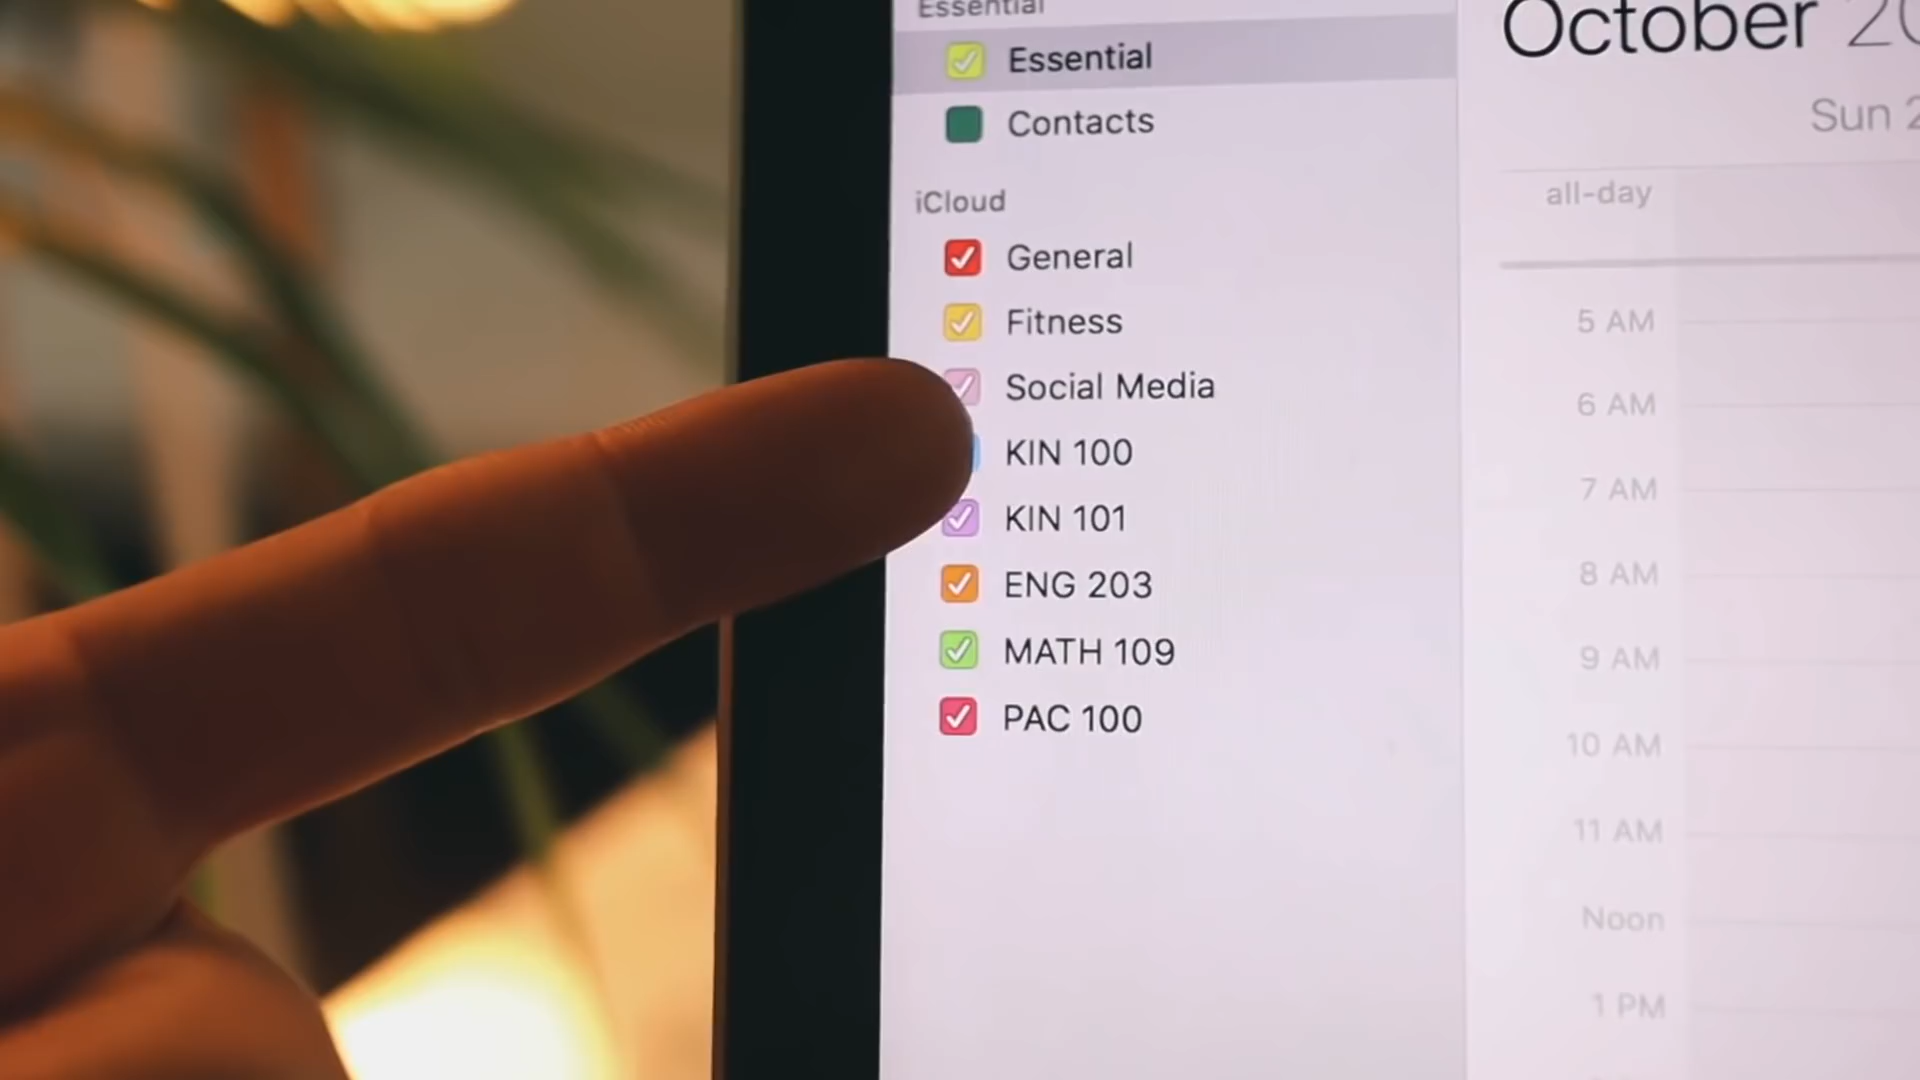 Essential
Essential
Contacts
iCloud
General
Fitness
Social Media
KIN 100
KIN 101
ENG 203
MATH 109
PAC 100
October
Sun
all-day
5 AM
6 AM
7 AM
8 AM
9 AM
10 AM
11 AM
Noon
1 PM